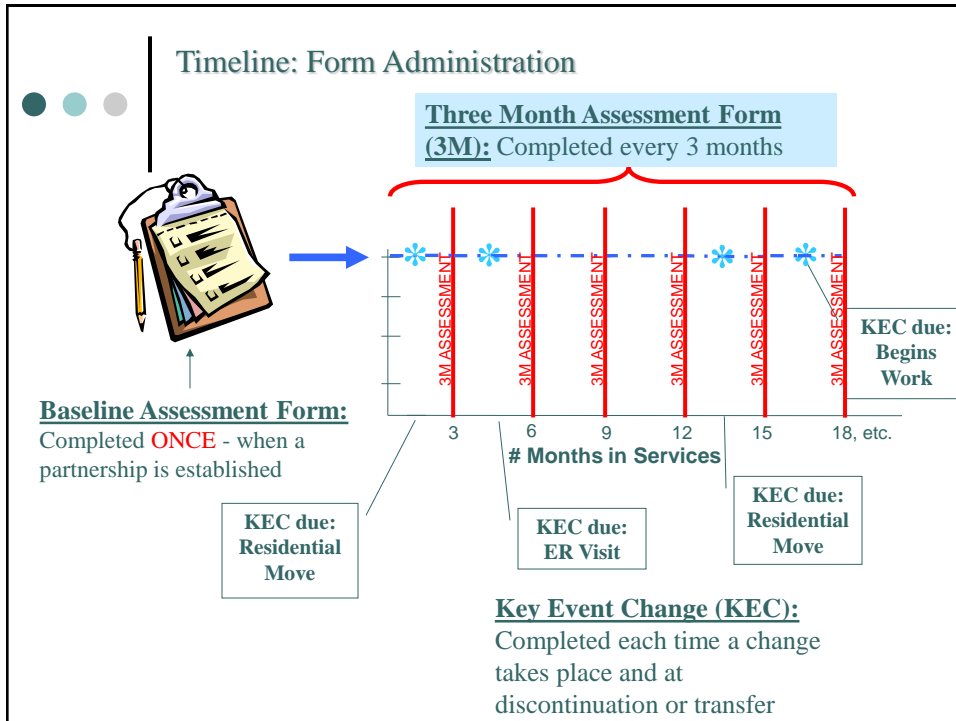 Timeline: Form Administration
Three Month Assessment Form
(3M): Completed every 3 months
3M ASSESSMENT
3M ASSESSMENT
3M ASSESSMENT
3M ASSESSMENT
3M ASSESSMENT
3M ASSESSMENT
KEC due:
Begins
Work
Baseline Assessment Form:
Completed ONCE - when a
partnership is established
3 6 9 12 15 18, etc.
# Months in Services
KEC due:
Residential
Move
KEC due:
ER Visit
KEC due:
Residential
Move
Key Event Change (KEC):
Completed each time a change
takes place and at
discontinuation or transfer